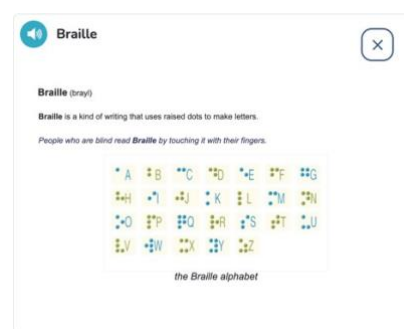 Braille
Braille (brayl)
Braille is a kind of writing that uses raised dots to make letters.
People who are blind read Braille by touching it with their fingers.
A B C D E F G
H I J K L M N
O P Q R S T U
V W X Y Z
the Braille alphabet